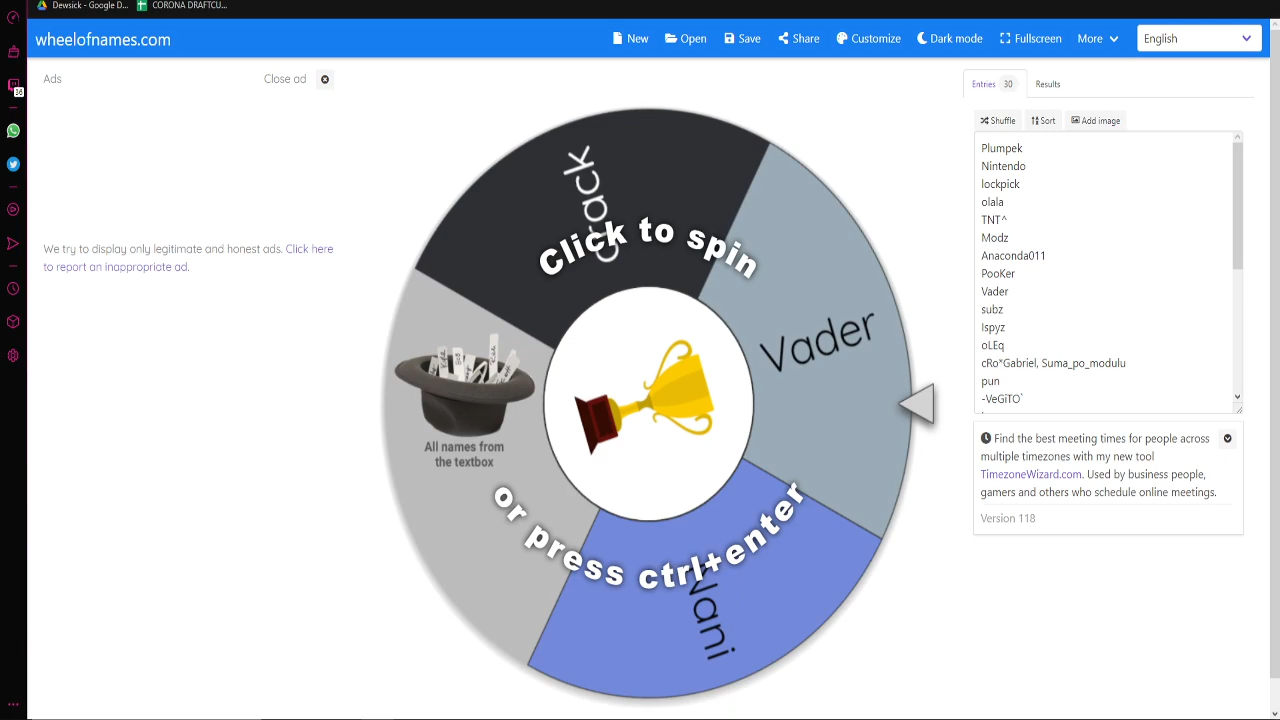 Dewsick - Google D...
CORONA DRAFTCU...
wheelofnames.com
New
Open
Save
Share
Customize
Dark mode
Fullscreen
More
English
Ads
Close ad
We try to display only legitimate and honest ads. Click here
to report an inappropriate ad.
Click to spin
Vader
All names from
the textbox
or press ctrl+enter
Nani
Entries 30
Results
Shuffle
Sort
Add image
Plumpek
Nintendo
lockpick
olala
TNT^
Modz
Anaconda011
PooKer
Vader
subz
Ispyz
oLEq
cRo*Gabriel, Suma_po_modulu
pun
-VeGiTO`
Find the best meeting times for people across
multiple timezones with my new tool
TimezoneWizard.com. Used by business people,
gamers and others who schedule online meetings.
Version 118